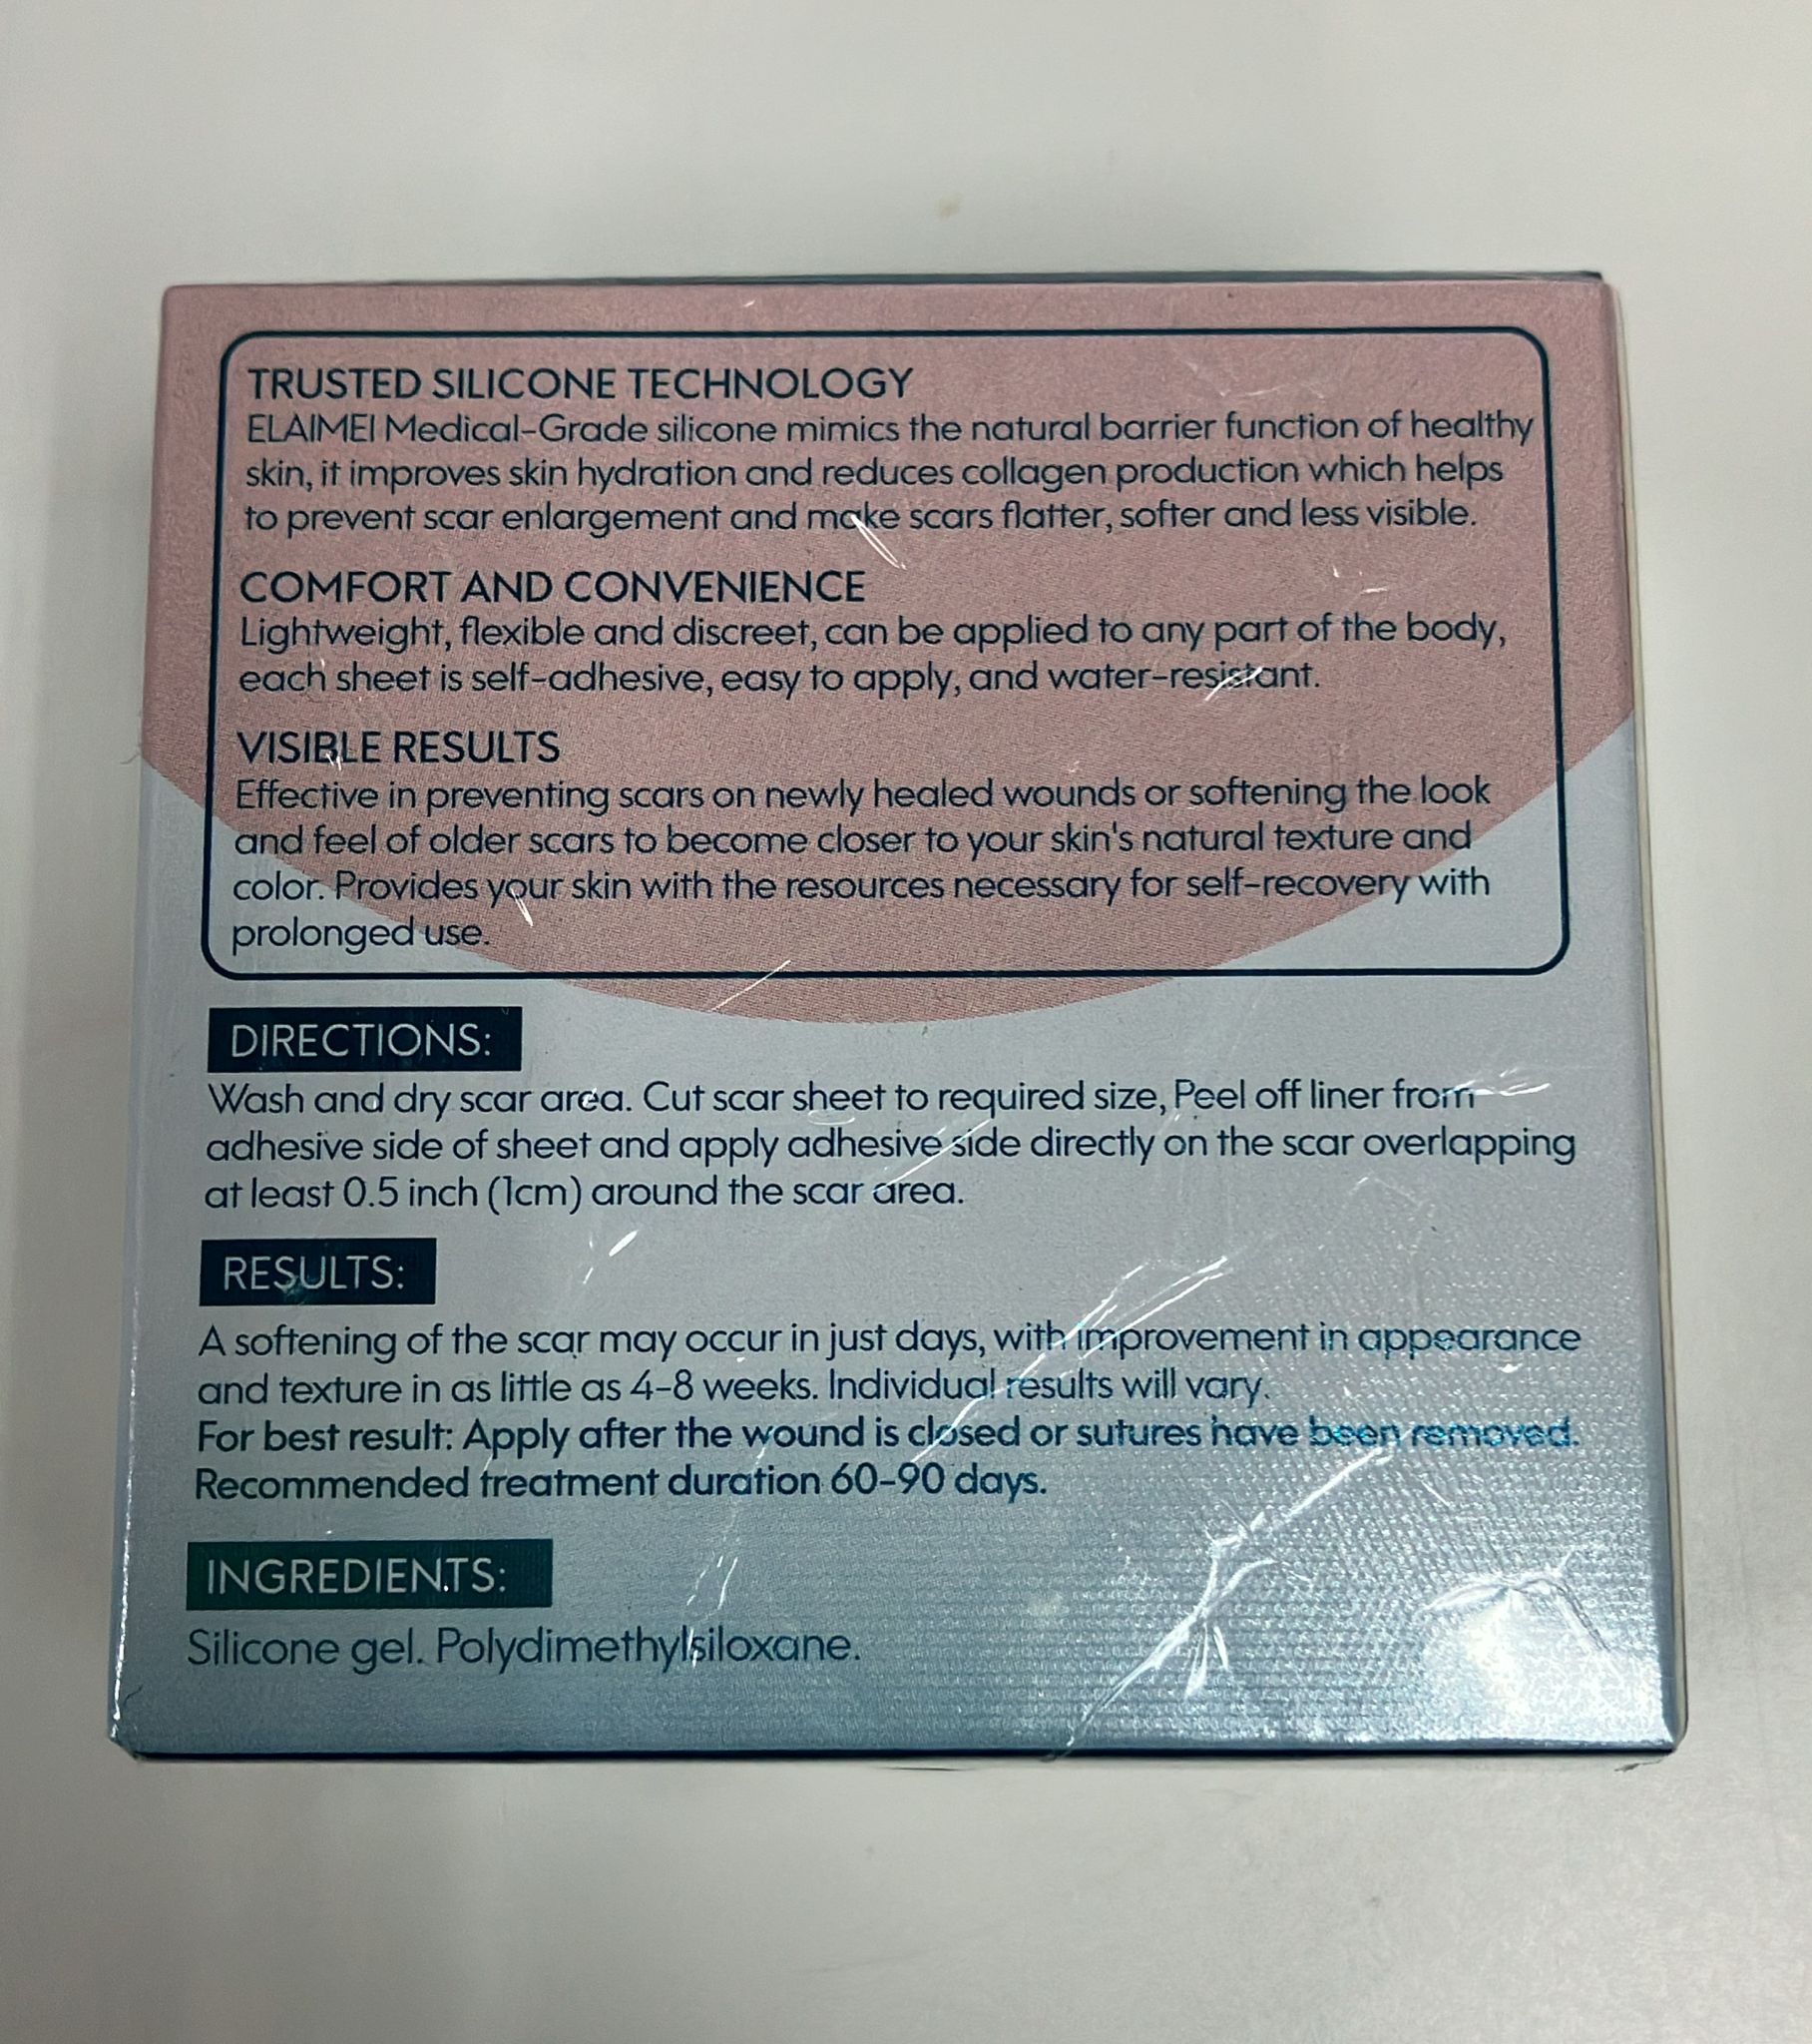 TRUSTED SILICONE TECHNOLOGY
ELAIMEI Medical-Grade silicone mimics the natural barrier function of healthy
skin, it improves skin hydration and reduces collagen production which helps
to prevent scar enlargement and make scars flatter, softer and less visible.
COMFORT AND CONVENIENCE
Lightweight, flexible and discreet, can be applied to any part of the body,
each sheet is self-adhesive, easy to apply, and water-resistant.
VISIBLE RESULTS
Effective in preventing scars on newly healed wounds or softening the look
and feel of older scars to become closer to your skin's natural texture and
color. Provides your skin with the resources necessary for self-recovery with
prolonged use.
DIRECTIONS:
Wash and dry scar area. Cut scar sheet to required size, Peel off liner from
adhesive side of sheet and apply adhesive side directly on the scar overlapping
at least 0.5 inch (1cm) around the scar area.
RESULTS:
A softening of the scar may occur in just days, with improvement in appearance
and texture in as little as 4-8 weeks. Individual results will vary.
For best result: Apply after the wound is closed or sutures have been removed.
Recommended treatment duration 60-90 days.
INGREDIENTS:
Silicone gel. Polydimethylsiloxane.